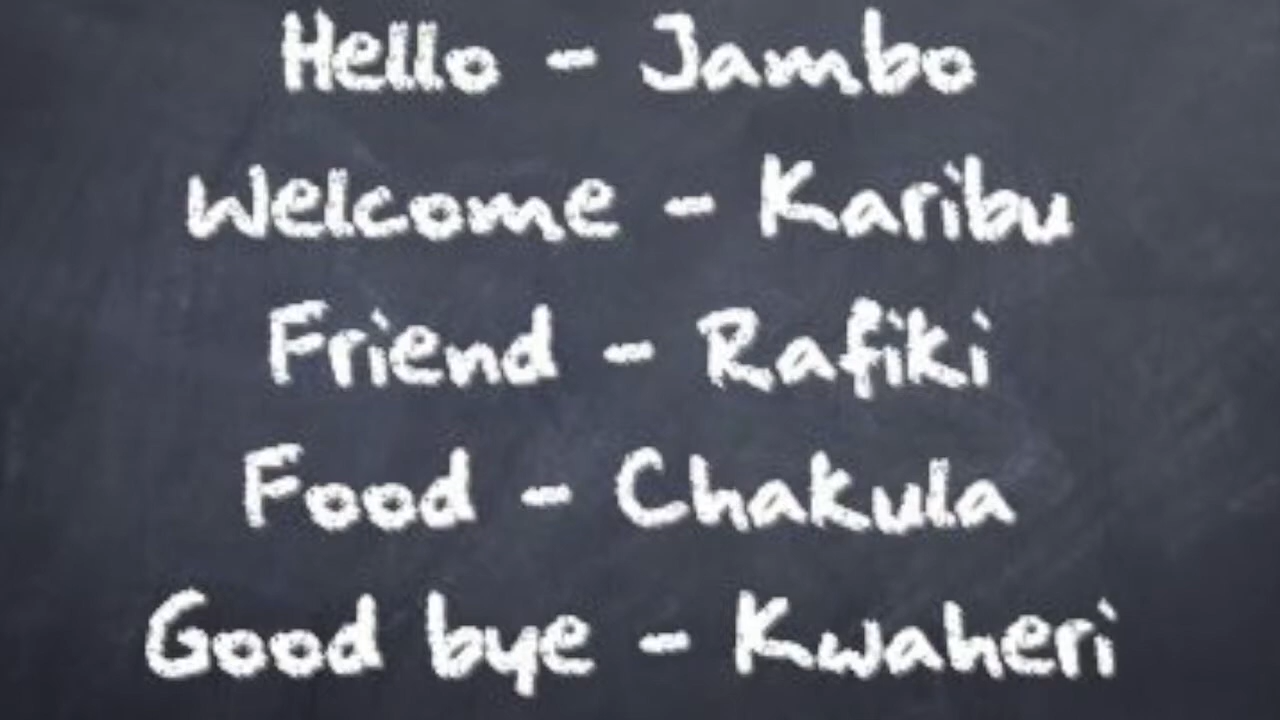 Hello - Jambo
Welcome - Karibu
Friend - Rafiki
Food - Chakula
Good bye - Kwaheri